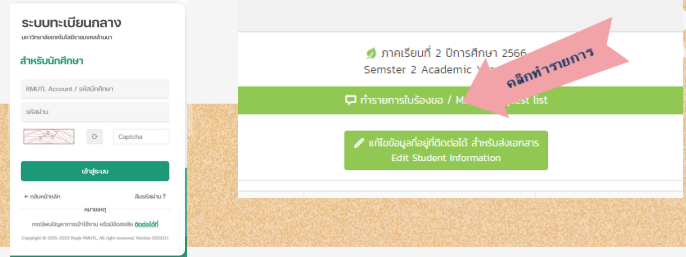 ระบบทะเบียนกลาง
มหาวิทยาลัยเทคโนโลยีราชมงคลล้านนา
สำหรับนักศึกษา
RMUTL Account / รหัสนักศึกษา
รหัสผ่าน
Captcha
เข้าสู่ระบบ
← กลับหน้าหลัก
ลืมรหัสผ่าน ?
หมายเหตุ
กรณีพบปัญหาการเข้าใช้งาน หรือมีข้อสงสัย ติดต่อได้ที่
Copyright © 2015-2023 Regis RMUTL, All right reserved. Version
ภาคเรียนที่ 2 ปีการศึกษา 2566
Semster 2 Academic
คลิกทำรายการ
ทำรายการใบร้องขอ / list
แก้ไขข้อมูลที่อยู่ที่ติดต่อได้ สำหรับส่งเอกสาร
Edit Student Information